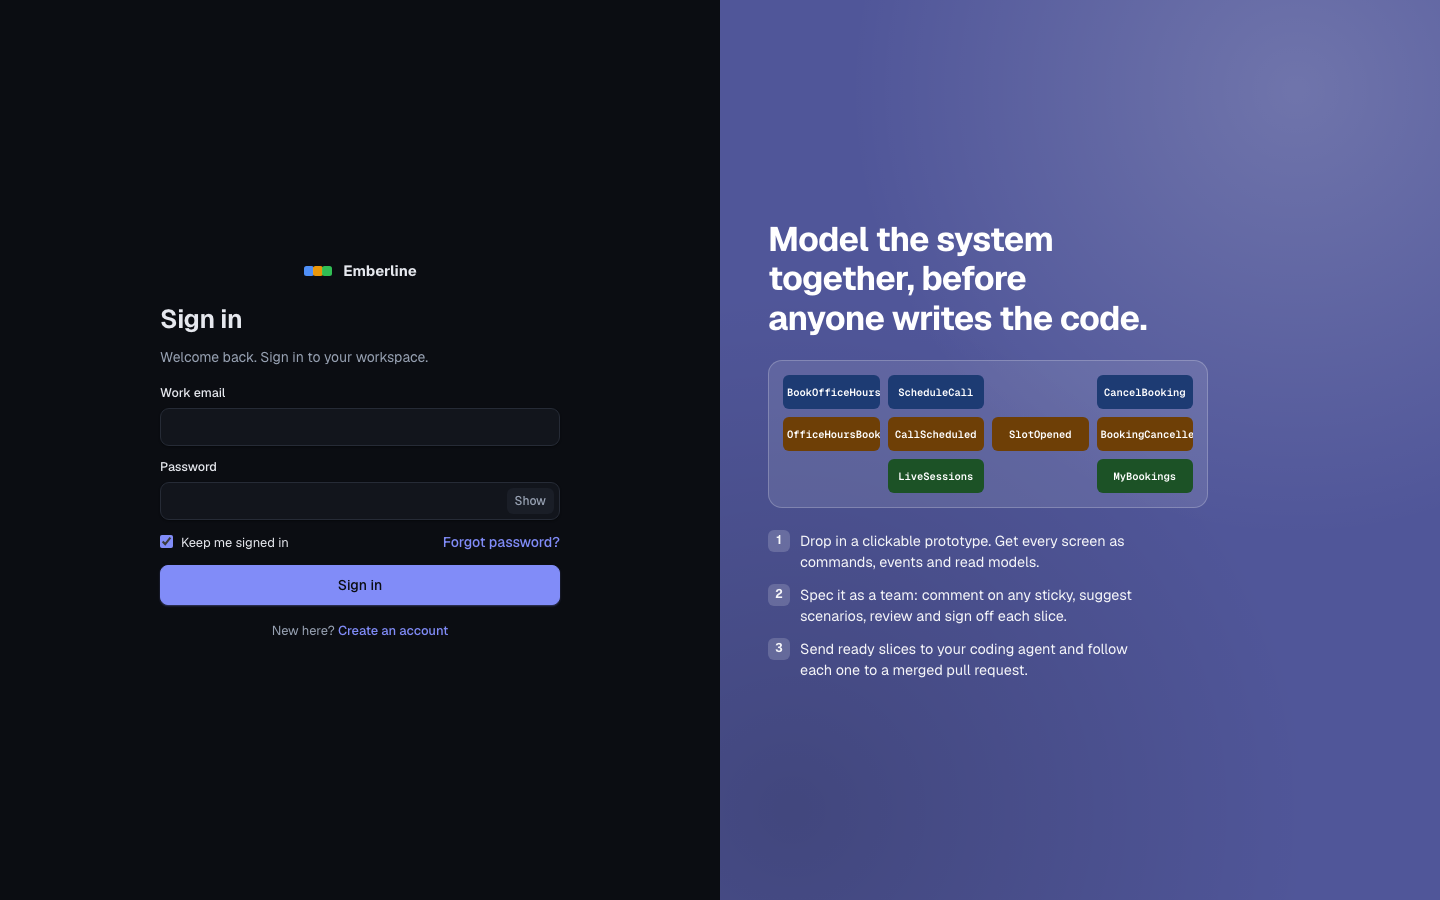 Emberline
Sign in
Welcome back. Sign in to your workspace.
Work email
Password
Show
Keep me signed in
Forgot password?
Sign in
New here? Create an account
Model the system
together, before
anyone writes the code.
BookOfficeHours ScheduleCall CancelBooking
OfficeHoursBook CallScheduled SlotOpened BookingCancelle
LiveSessions MyBookings
1 Drop in a clickable prototype. Get every screen as
commands, events and read models.
2 Spec it as a team: comment on any sticky, suggest
scenarios, review and sign off each slice.
3 Send ready slices to your coding agent and follow
each one to a merged pull request.